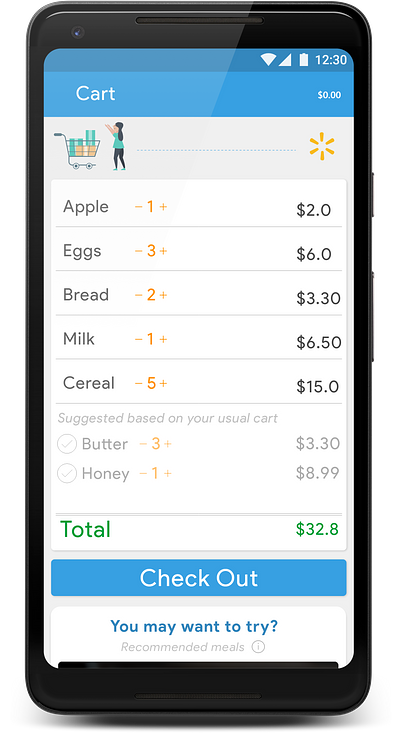 12:30
Cart $0.00
Apple - 1 + $2.0
Eggs - 3 + $6.0
Bread - 2 + $3.30
Milk - 1 + $6.50
Cereal - 5 + $15.0
Suggested based on your usual cart
Butter - 3 + $3.30
Honey - 1 + $8.99
Total $32.8
Check Out
You may want to try?
Recommended meals